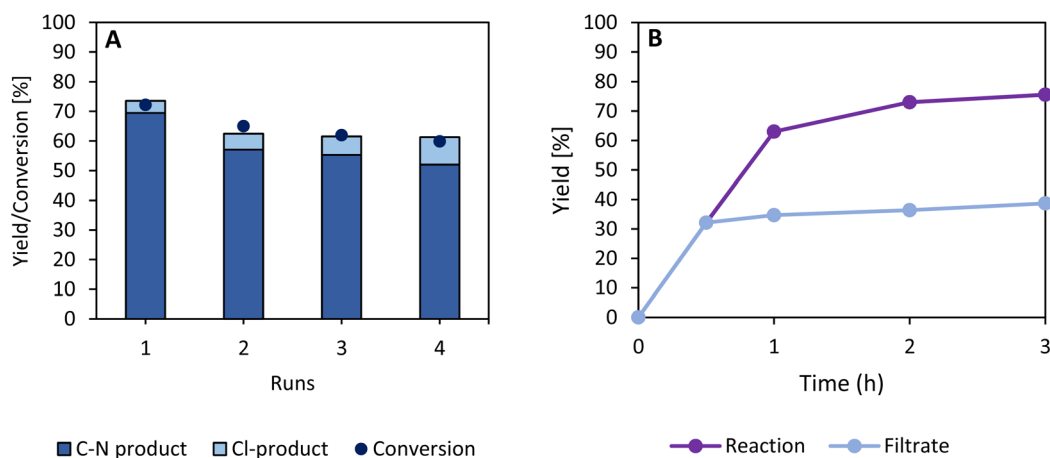 A
Yield/Conversion [%]
100
90
80
70
60
50
40
30
20
10
0
1 2 3 4
Runs
C-N product Cl-product Conversion
B
Yield [%]
100
90
80
70
60
50
40
30
20
10
0
0 1 2 3
Time (h)
Reaction Filtrate